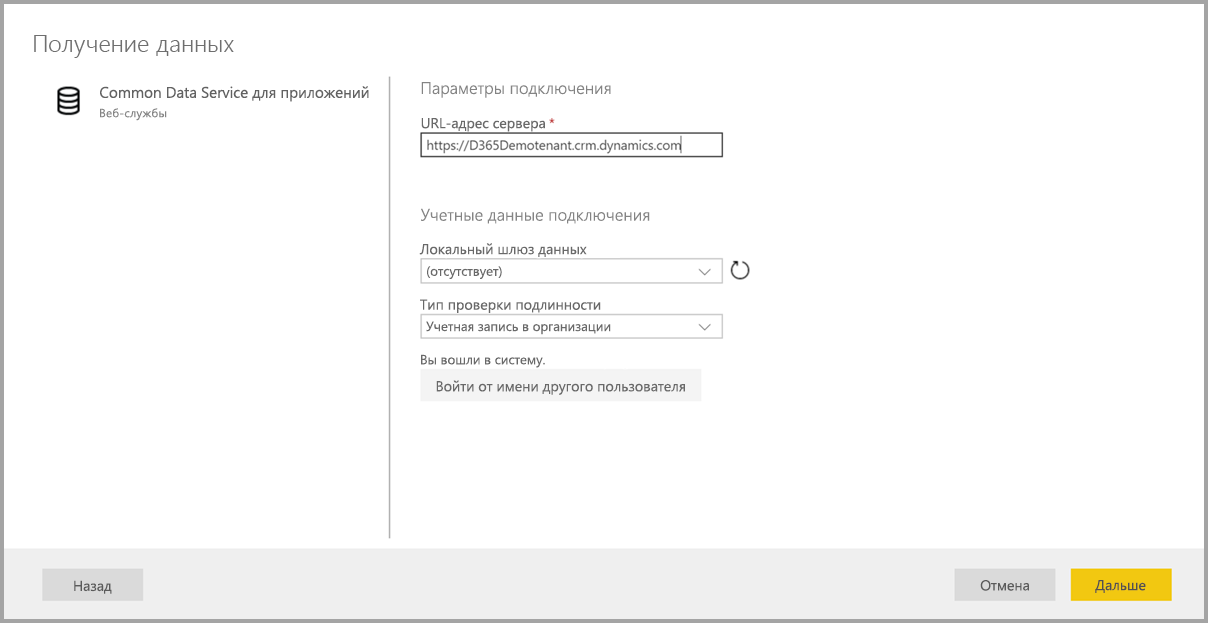 Получение данных
Common Data Service для приложений
Веб-службы
Параметры подключения
URL-адрес сервера *
https://D365Demotenant.crm.dynamics.com
Учетные данные подключения
Локальный шлюз данных
(отсутствует)
Тип проверки подлинности
Учетная запись в организации
Вы вошли в систему.
Войти от имени другого пользователя
Назад
Отмена
Дальше